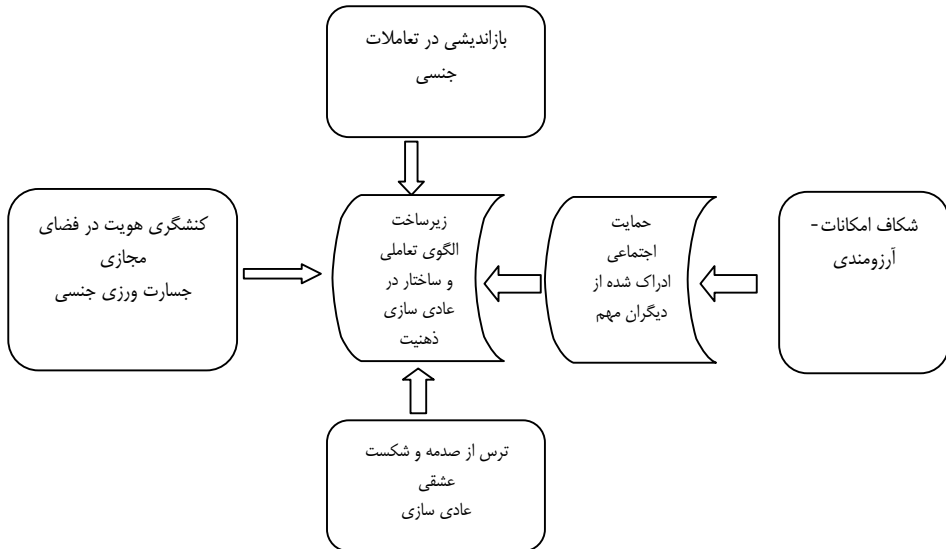 بازاندیشی در تعاملات
جنسی
شکاف امکانات-
آرزومندی
حمایت
اجتماعی
ادراک شده از
دیگران مهم
زیرساخت
الگوی تعاملی
و ساختار در
عادی سازی
ذهنیت
کنشگری هویت در فضای
مجازی
جسارت ورزی جنسی
ترس از صدمه و شکست
عشقی
عادی سازی